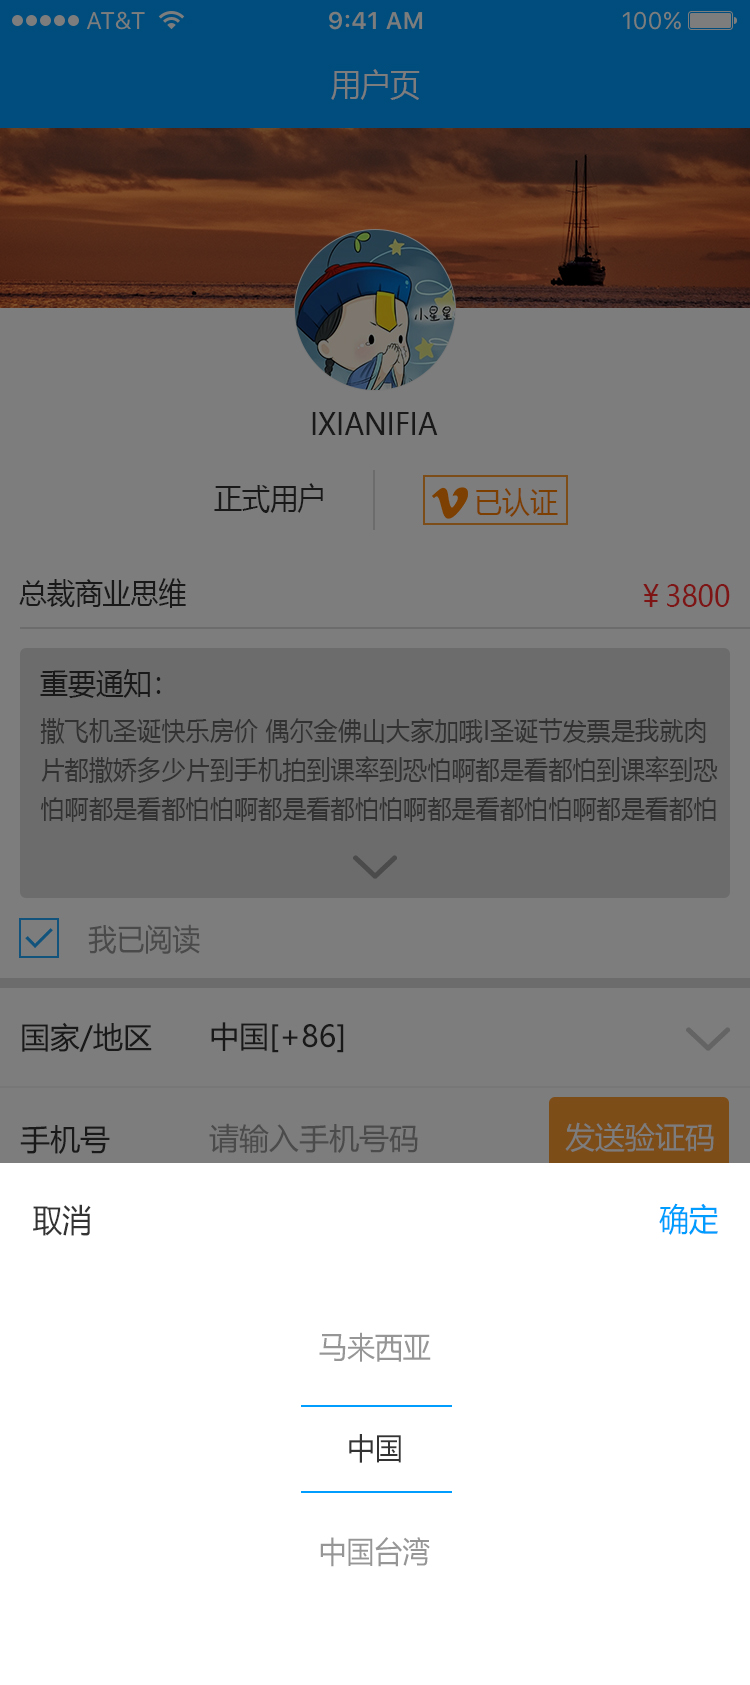 AT&T 9:41 AM 100%
用户页
小星星
IXIANIFIA
正式用户 已认证
总裁商业思维 ¥ 3800
重要通知：
撒飞机圣诞快乐房价 偶尔金佛山大家加哦l圣诞节发票是我就肉
片都撒娇多少片到手机拍到课率到恐怕啊都是看都怕到课率到恐
怕啊都是看都怕怕啊都是看都怕怕啊都是看都怕怕啊都是看都怕
我已阅读
国家/地区 中国[+86]
手机号 请输入手机号码 发送验证码
取消 确定
马来西亚
中国
中国台湾